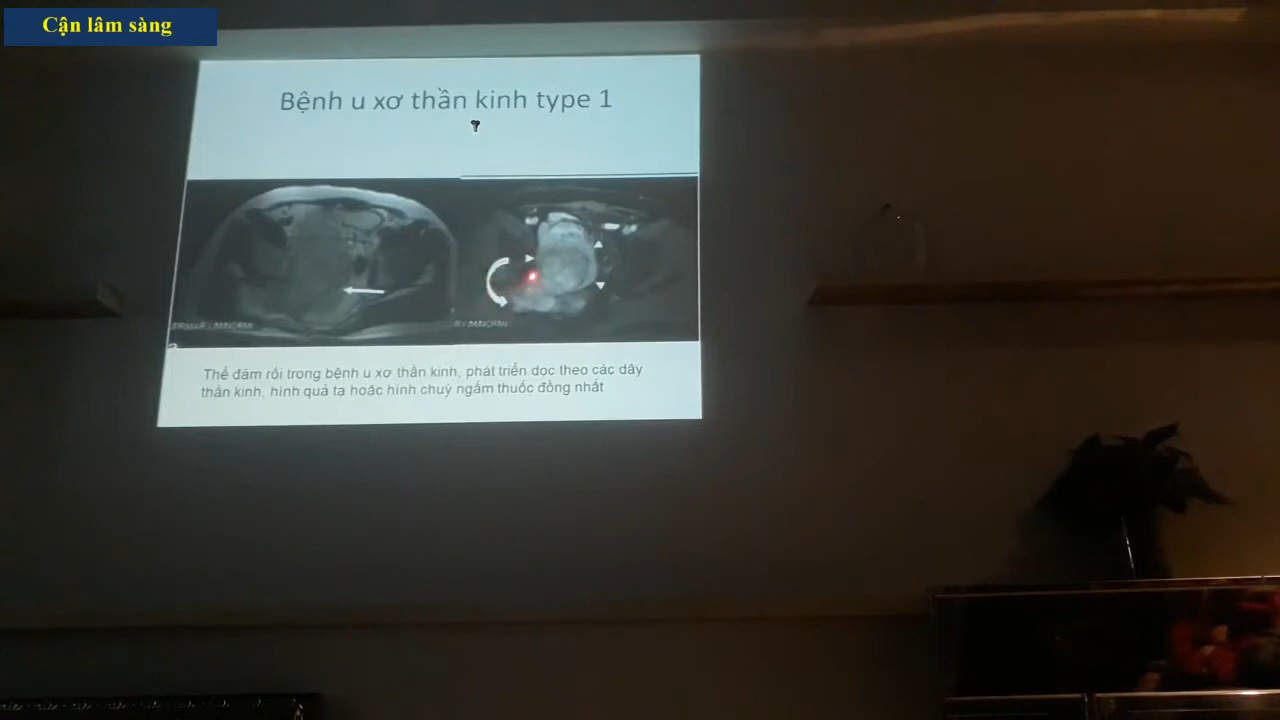 Cận lâm sàng
Bệnh u xơ thần kinh type 1
Thể đám rối trong bệnh u xơ thần kinh, phát triển dọc theo các dây
thần kinh, hình quả tạ hoặc hình chuỳ ngấm thuốc đồng nhất